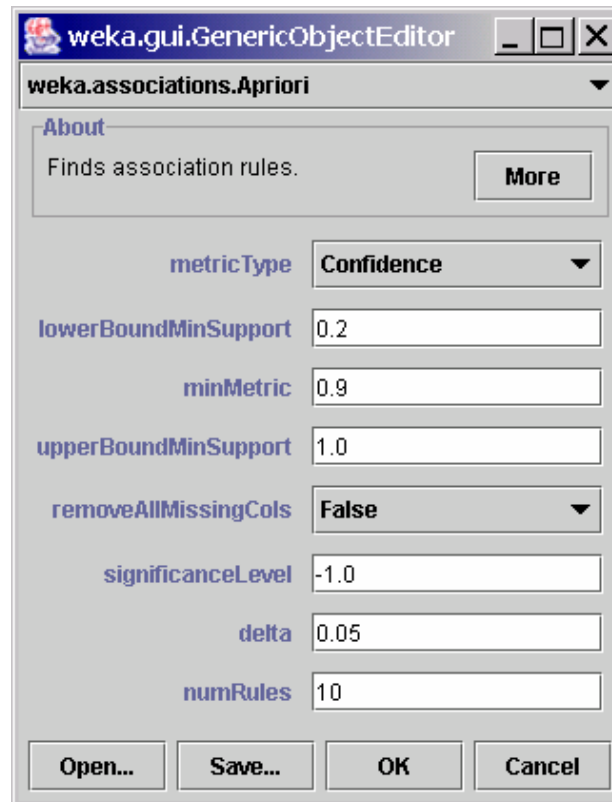 weka.gui.GenericObjectEditor
weka.associations.Apriori
About
Finds association rules.
More
metricType Confidence
lowerBoundMinSupport 0.2
minMetric 0.9
upperBoundMinSupport 1.0
removeAllMissingCols False
significanceLevel -1.0
delta 0.05
numRules 10
Open... Save... OK Cancel